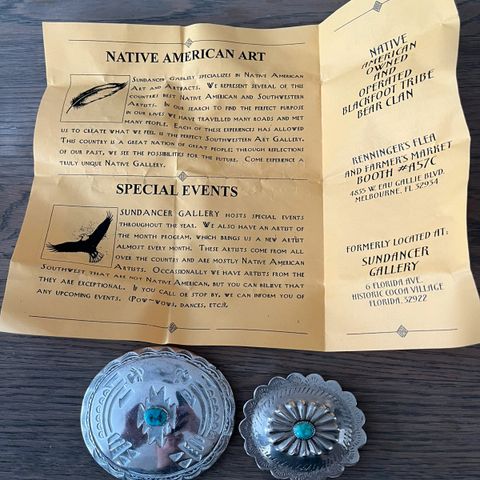 NATIVE AMERICAN ART
SUNDANCER GALLERY SPECIALIZES IN NATIVE AMERICAN
ART AND ARTFACTS. WE REPRESENT SEVERAL OF THIS
COUNTRIES BEST NATIVE AMERICAN AND SOUTHWESTERN
ARTISTS. IN OUR SEARCH TO FIND THE PERFECT PURPOSE
IN OUR LIVES WE HAVE TRAVELLED MANY ROADS AND MET
MANY PEOPLE. EACH OF THESE EXPERIENCES HAS ALLOWED
US TO CREATE WHAT WE FEEL IS THE PERFECT SOUTHWESTERN ART GALLERY.
THIS COUNTRY IS A GREAT NATION OF GREAT PEOPLE; THROUGH REFLECTIONS
OF OUR PAST, WE SEE THE POSSIBILITIES FOR THE FUTURE. COME EXPERIENCE A
TRULY UNIQUE NATIVE GALLERY.
SPECIAL EVENTS
SUNDANCER GALLERY HOSTS SPECIAL EVENTS
THROUGHOUT THE YEAR. WE ALSO HAVE AN ARTIST OF
THE MONTH PROGRAM, WHICH BRINGS US A NEW ARTIST
ALMOST EVERY MONTH. THESE ARTISTS COME FROM ALL
OVER THE COUNTRY AND ARE MOSTLY NATIVE AMERICAN
ARTISTS. OCCASIONALLY WE HAVE ARTISTS FROM THE
SOUTHWEST THAT ARE NOT NATIVE AMERICAN, BUT YOU CAN BELIEVE THAT
THEY ARE EXCEPTIONAL. IF YOU CALL OR STOP BY, WE CAN INFORM YOU OF
ANY UPCOMING EVENTS. (POW-WOWS, DANCES, ETC.),
NATIVE
AMERICAN
OWNED
AND
OPERATED
BLACKFOOT TRIBE
BEAR CLAN
RENNINGER'S FLEA
AND FARMER'S MARKET
BOOTH #A57C
4835 W. EAU GALLIE BLVD.
MELBOURNE, FL 32934
FORMERLY LOCATED AT:
SUNDANCER
GALLERY
6 FLORIDA AVE.
HISTORIC COCOA VILLAGE
FLORIDA, 32922